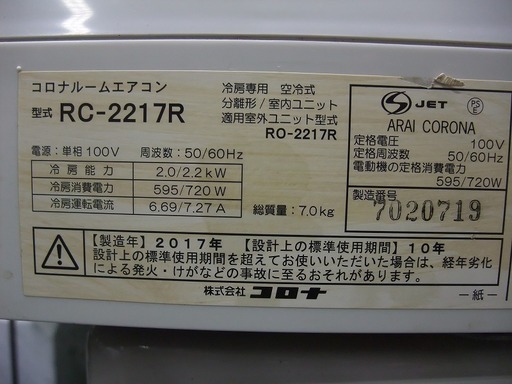 コロナルームエアコン
型式 RC-2217R
冷房専用 空冷式
分離形/室内ユニット
適用室外ユニット型式
RO-2217R
電源:単相100V 周波数:50/60Hz
冷房能力 2.0/2.2kW
冷房消費電力 595/720W
冷房運転電流 6.69/7.27A
総質量:7.0kg
S JET
PS
E
ARAI CORONA
定格電圧 100V
定格周波数 50/60Hz
電動機の定格消費電力
595/720W
製造番号
7020719
【製造年】2017年 【設計上の標準使用期間】10年
設計上の標準使用期間を超えてお使いいただいた場合は、経年劣化
による発火・けがなどの事故に至るおそれがあります。
株式会社 コロナ
―紙―